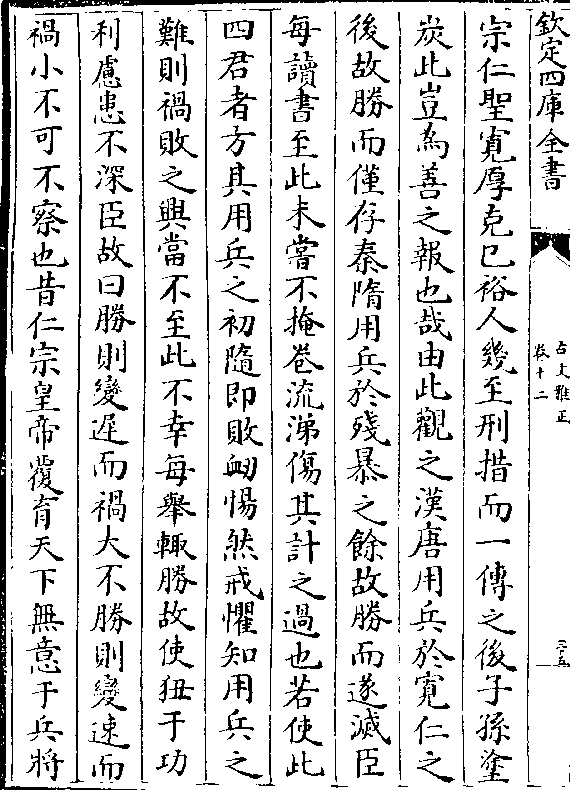 欽定四庫全書
古文雅正
卷十二
二十五
宗仁聖寛厚克己裕人幾至刑措而一傳之後子孫塗
炭此豈為善之報也哉由此觀之漢唐用兵於寛仁之
後故勝而僅存秦隋用兵於殘暴之餘故勝而遂滅臣
每讀書至此未嘗不掩卷流涕傷其計之過也若使此
四君者方其用兵之初隨即敗衂惕然戒懼知用兵之
難則禍敗之興當不至此不幸每舉輒勝故使狃于功
利慮患不深臣故曰勝則變遲而禍大不勝則變速而
禍小不可不察也昔仁宗皇帝覆育天下無意于兵將